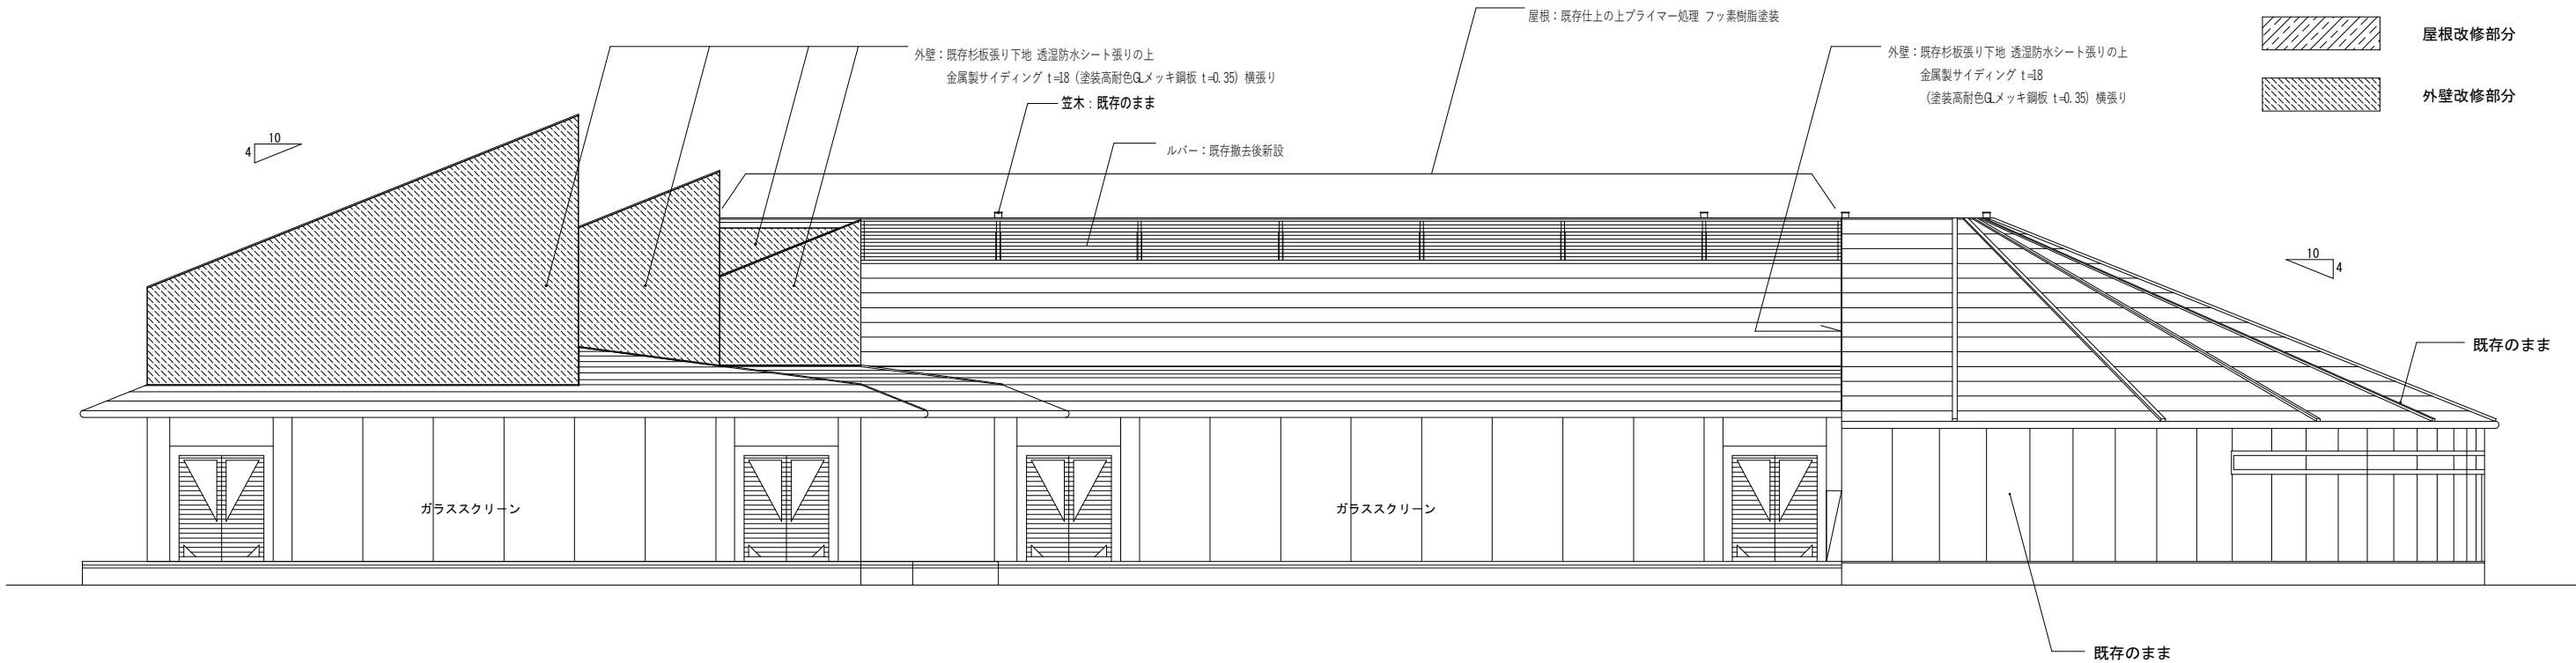 屋根：既存仕上の上プライマー処理 フッ素樹脂塗装
屋根改修部分
外壁：既存杉板張り下地 透湿防水シート張りの上
金属製サイディング t=18 (塗装高耐色GLメッキ鋼板 t=0.35) 横張り
外壁：既存杉板張り下地 透湿防水シート張りの上
金属製サイディング t=18
(塗装高耐色GLメッキ鋼板 t=0.35) 横張り
外壁改修部分
笠木：既存のまま
10
4
ルバー：既存撤去後新設
10
4
既存のまま
ガラススクリーン
ガラススクリーン
既存のまま